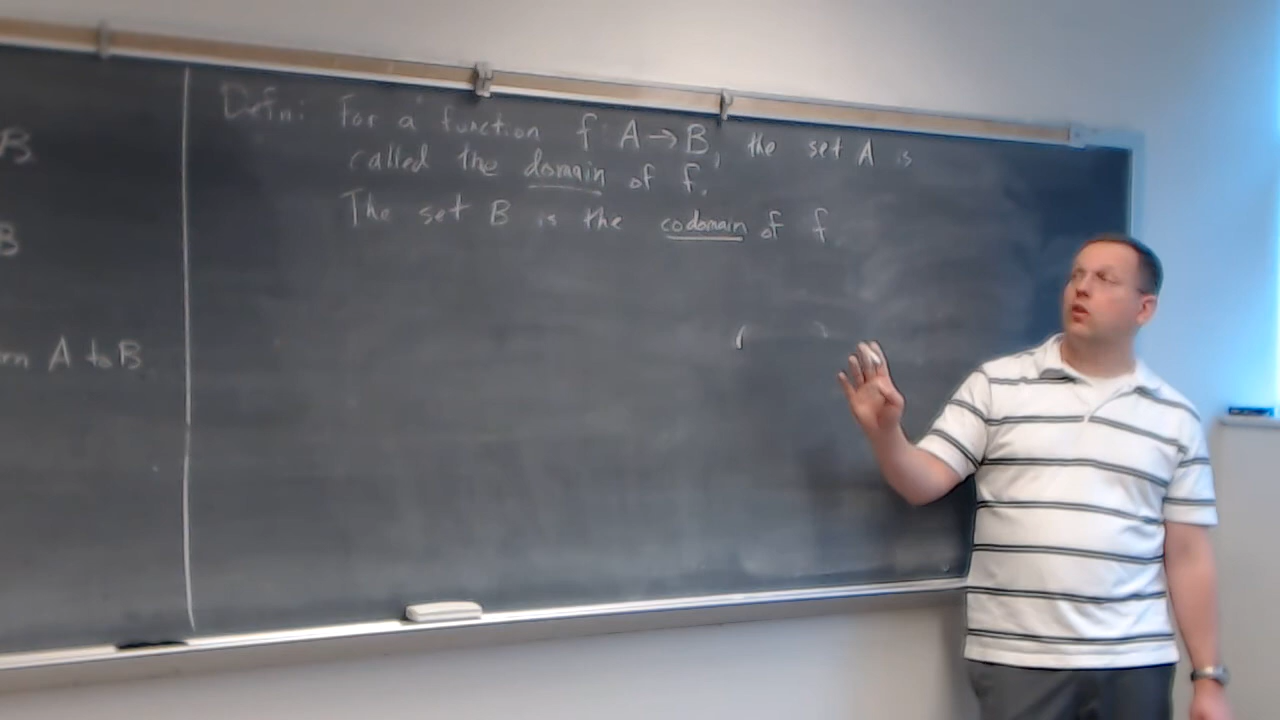 B
B
m A to B
Defn: For a function f: A → B, the set A is
called the domain of f.
The set B is the codomain of f